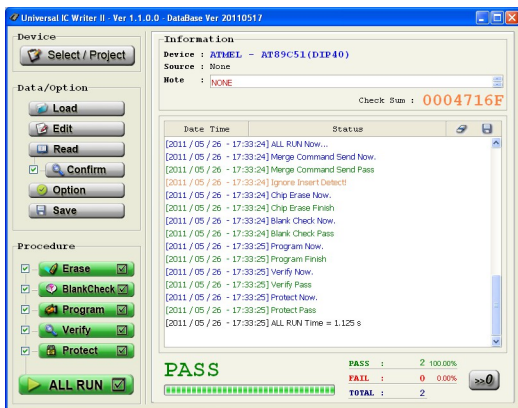 Universal IC Writer II - Ver 1.1.0.0 - DataBase Ver 20110517
Device
Select / Project
Data/Option
Load
Edit
Read
Confirm
Option
Save
Procedure
Erase
BlankCheck
Program
Verify
Protect
ALL RUN
Information
Device : ATMEL - AT89C51(DIP40)
Source : None
Note : NONE
Check Sum : 0004716F
Date Time Status
[2011 / 05 / 26 - 17:33:24] ALL RUN Now...
[2011 / 05 / 26 - 17:33:24] Merge Command Send Now.
[2011 / 05 / 26 - 17:33:24] Merge Command Send Pass
[2011 / 05 / 26 - 17:33:24] Ignore Insert Detect!
[2011 / 05 / 26 - 17:33:24] Chip Erase Now.
[2011 / 05 / 26 - 17:33:24] Chip Erase Finish
[2011 / 05 / 26 - 17:33:24] Blank Check Now.
[2011 / 05 / 26 - 17:33:24] Blank Check Pass
[2011 / 05 / 26 - 17:33:25] Program Now.
[2011 / 05 / 26 - 17:33:25] Program Finish
[2011 / 05 / 26 - 17:33:25] Verify Now.
[2011 / 05 / 26 - 17:33:25] Verify Pass
[2011 / 05 / 26 - 17:33:25] Protect Now.
[2011 / 05 / 26 - 17:33:25] Protect Pass
[2011 / 05 / 26 - 17:33:25] ALL RUN Time = 1.125 s
PASS
PASS : 2 100.00%
FAIL : 0 0.00%
TOTAL : 2
>>0